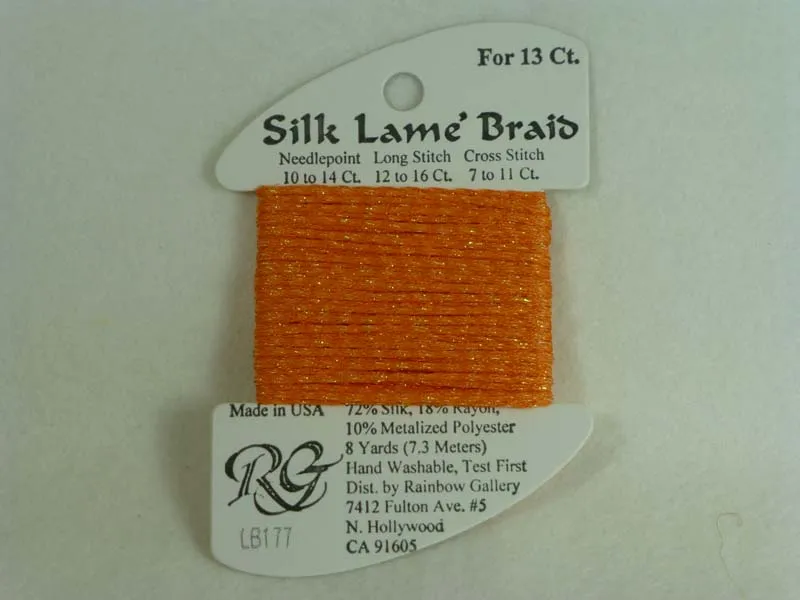 For 13 Ct.
Silk Lame' Braid
Needlepoint Long Stitch Cross Stitch
10 to 14 Ct. 12 to 16 Ct. 7 to 11 Ct.
Made in USA 72% Silk, 18% Rayon,
10% Metalized Polyester
8 Yards (7.3 Meters)
Hand Washable, Test First
RG
Dist. by Rainbow Gallery
7412 Fulton Ave. #5
N. Hollywood
LB177
CA 91605